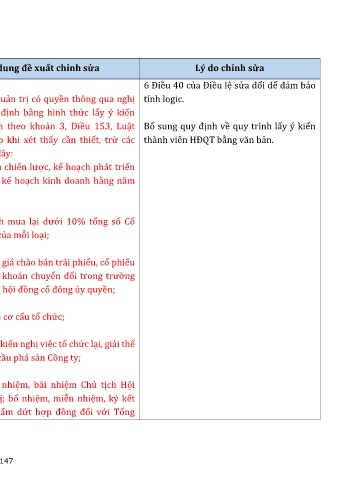 dung đề xuất chỉnh sửa
Lý do chỉnh sửa
uản trị có quyền thông qua nghị
định bằng hình thức lấy ý kiến
n theo khoản 3, Điều 153, Luật
p khi xét thấy cần thiết, trừ các
đây:
h chiến lược, kế hoạch phát triển
kế hoạch kinh doanh hằng năm
h mua lại dưới 10% tổng số Cổ
của mỗi loại;
giá chào bán trái phiếu, cổ phiếu
khoán chuyển đổi trong trường
hội đồng cổ đông ủy quyền;
cơ cấu tổ chức;
kiến nghị việc tổ chức lại, giải thể
cầu phá sản Công ty;
nhiệm, bãi nhiệm Chủ tịch Hội
ị; bổ nhiệm, miễn nhiệm, ký kết
ấm dứt hợp đồng đối với Tổng
6 Điều 40 của Điều lệ sửa đổi để đảm bảo
tính logic.
Bổ sung quy định về quy trình lấy ý kiến
thành viên HĐQT bằng văn bản.
147